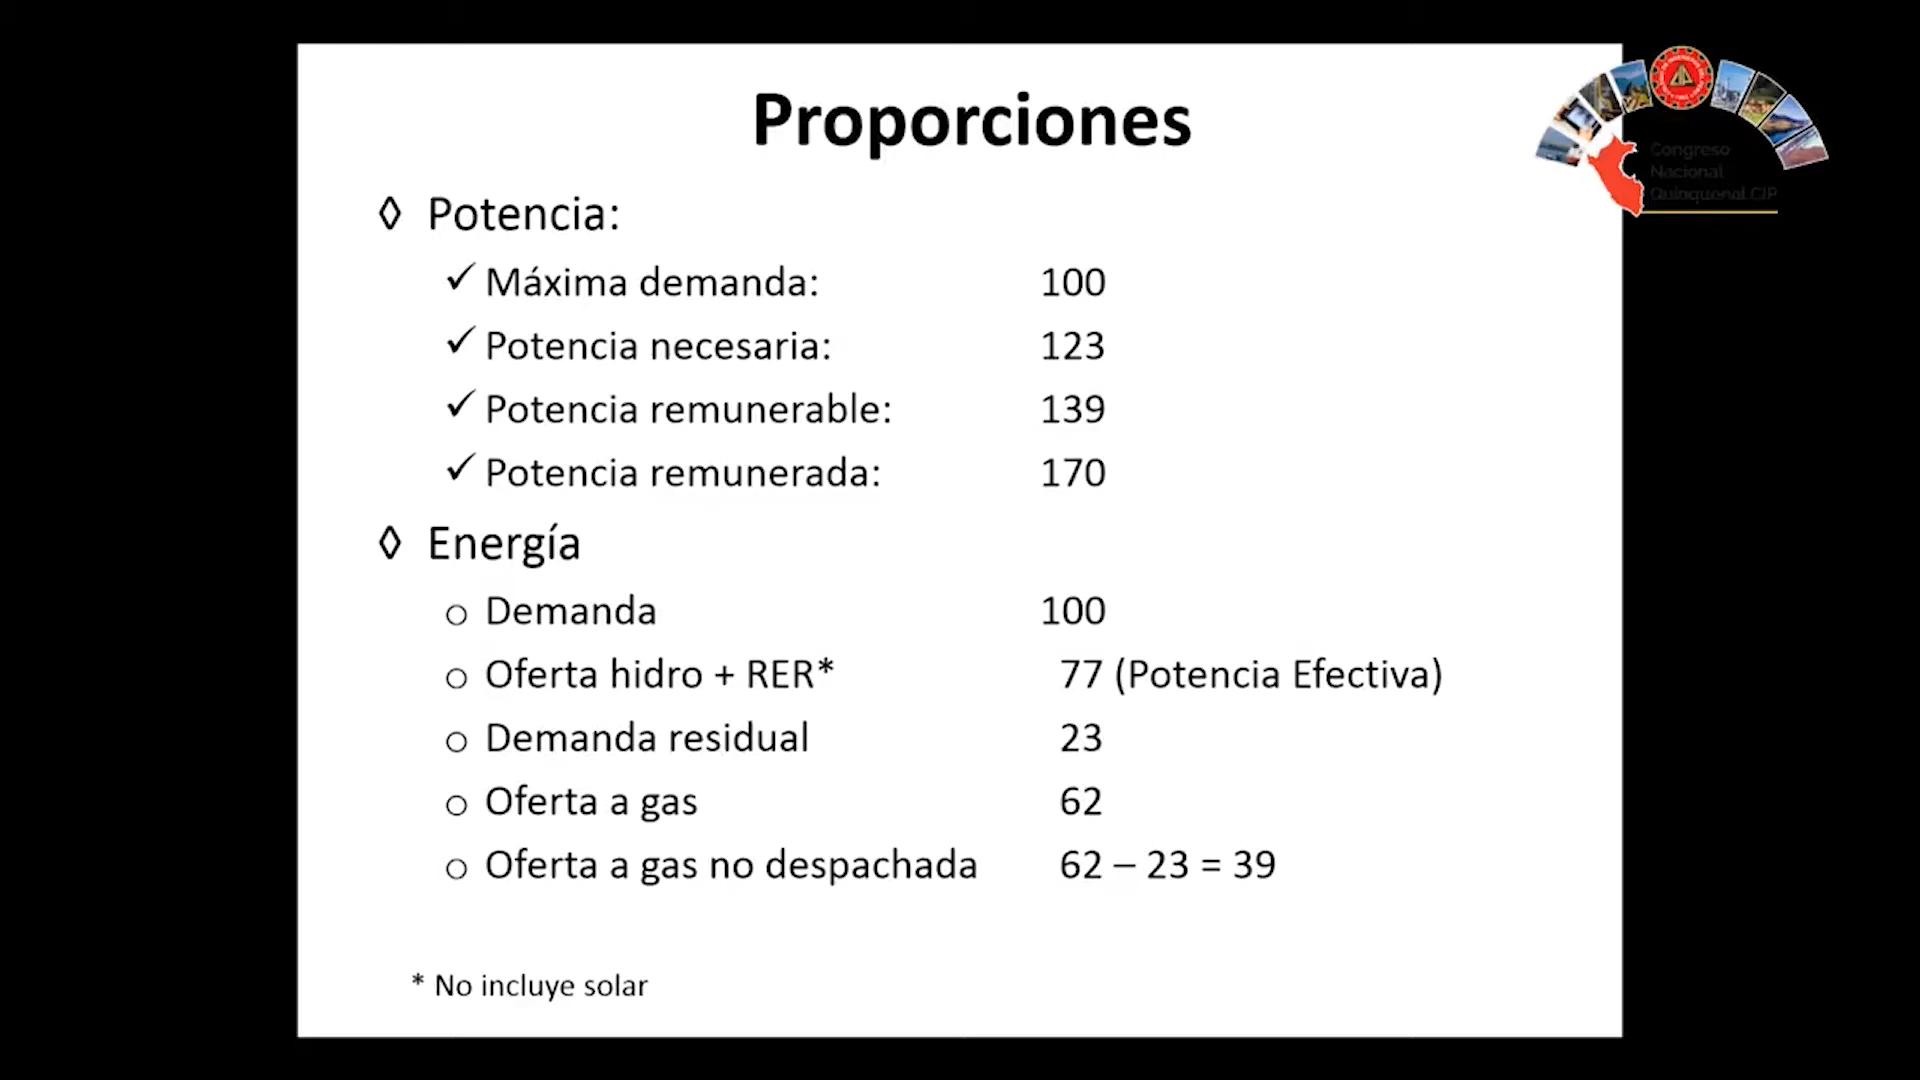 Proporciones
◊ Potencia:
✓ Máxima demanda: 100
✓ Potencia necesaria: 123
✓ Potencia remunerable: 139
✓ Potencia remunerada: 170
◊ Energía
o Demanda 100
o Oferta hidro + RER* 77 (Potencia Efectiva)
o Demanda residual 23
o Oferta a gas 62
o Oferta a gas no despachada 62 – 23 = 39
* No incluye solar
Congreso
Nacional
Quinquenal CIP